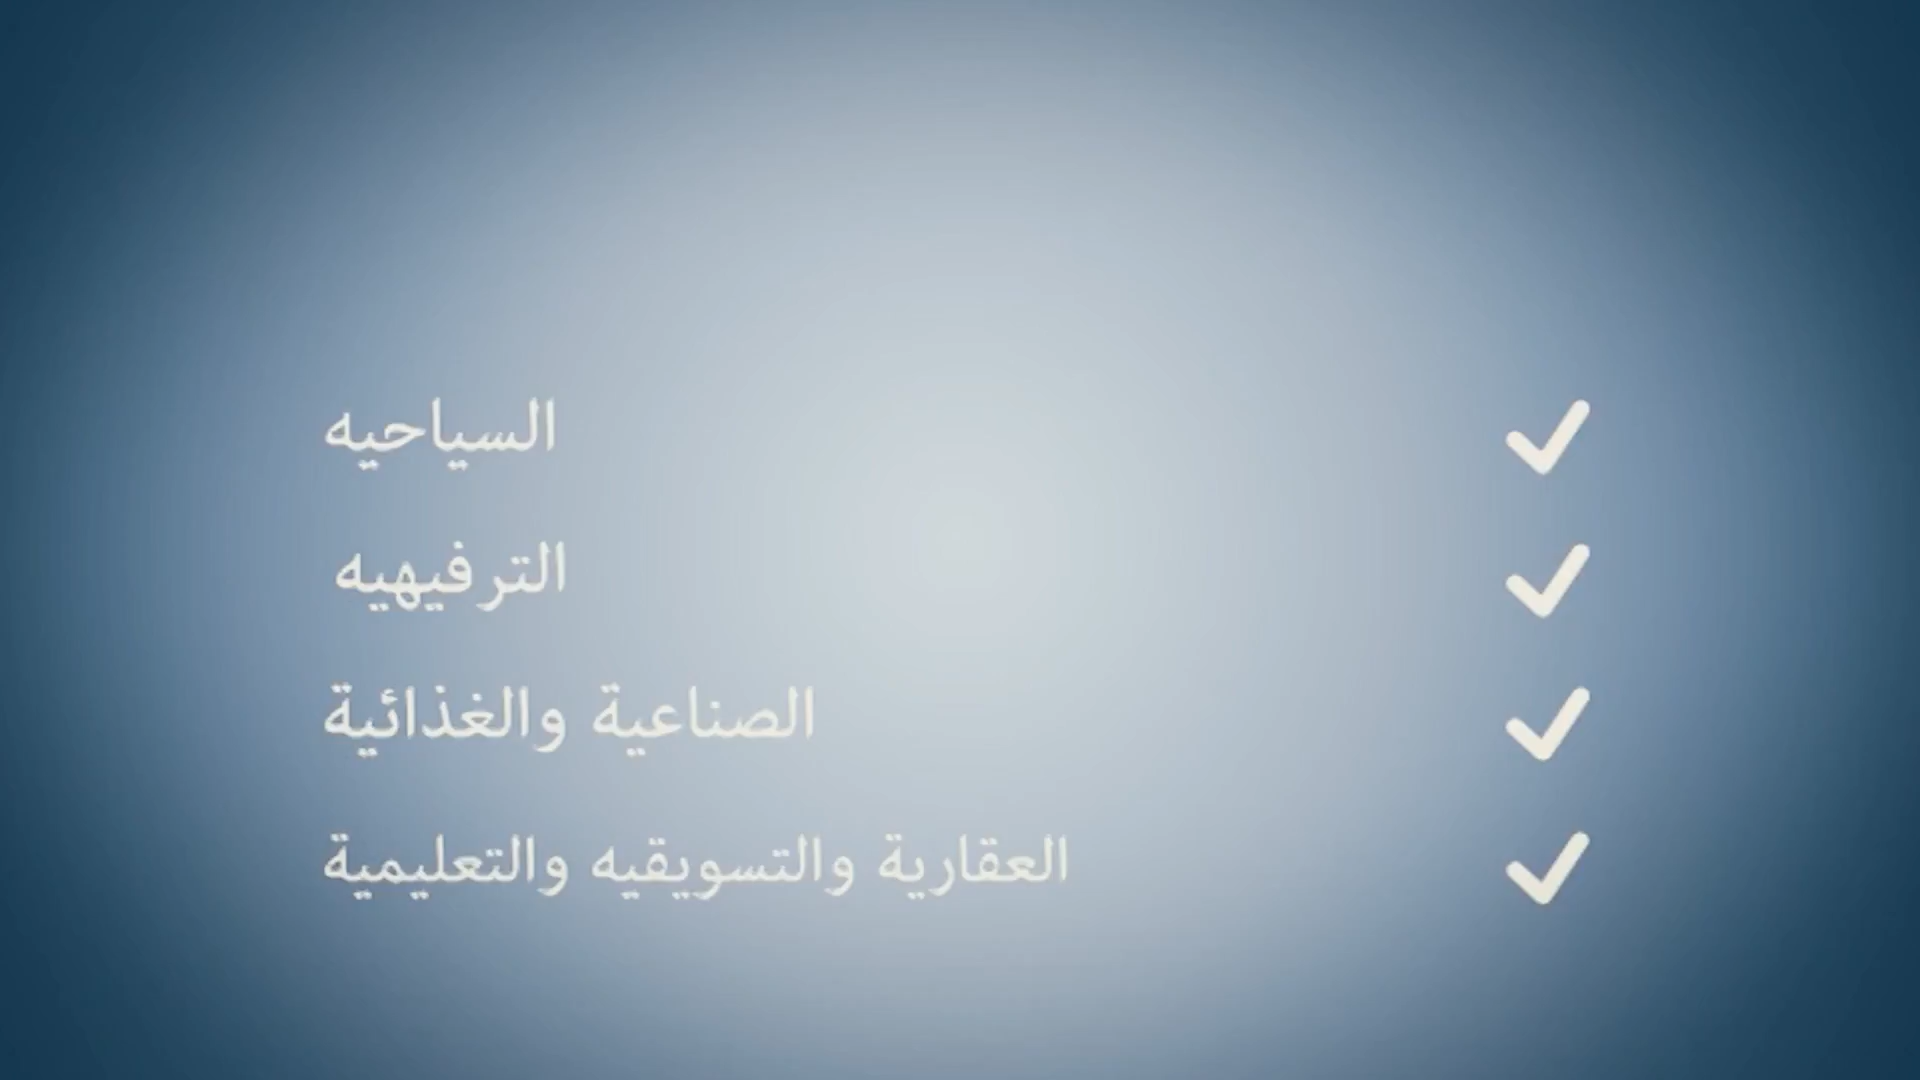 السياحيه
الترفيهيه
الصناعية والغذائية
العقارية والتسويقيه والتعليمية